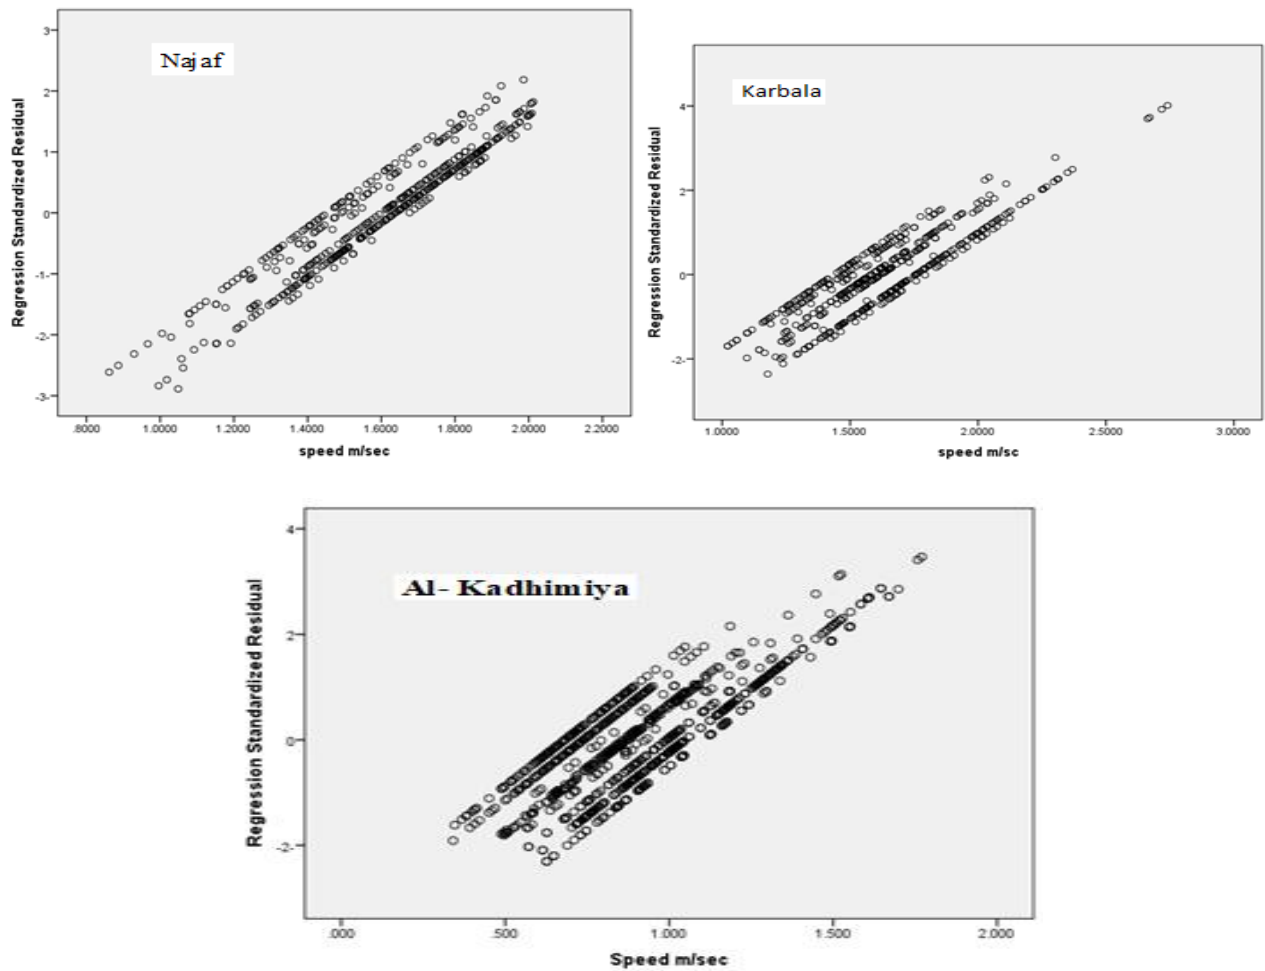 Najaf
Regression Standardized Residual
3
2
1
0
-1
-2
-3
.8000 1.0000 1.2000 1.4000 1.6000 1.8000 2.0000 2.2000
speed m/sec
Karbala
Regression Standardized Residual
4
2
0
-2
1.0000 1.5000 2.0000 2.5000 3.0000
speed m/sc
Al- Kadhimiya
Regression Standardized Residual
4
2
0
-2
.000 .500 1.000 1.500 2.000
Speed m/sec